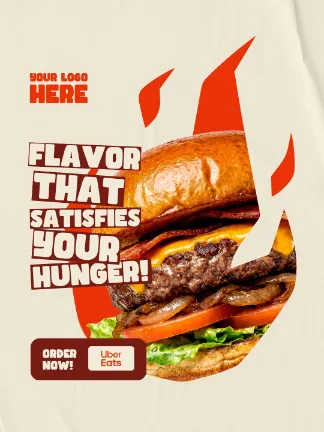 YOUR LOGO
HERE
FLAVOR
THAT
SATISFIES
YOUR
HUNGER!
ORDER
NOW!
Uber
Eats